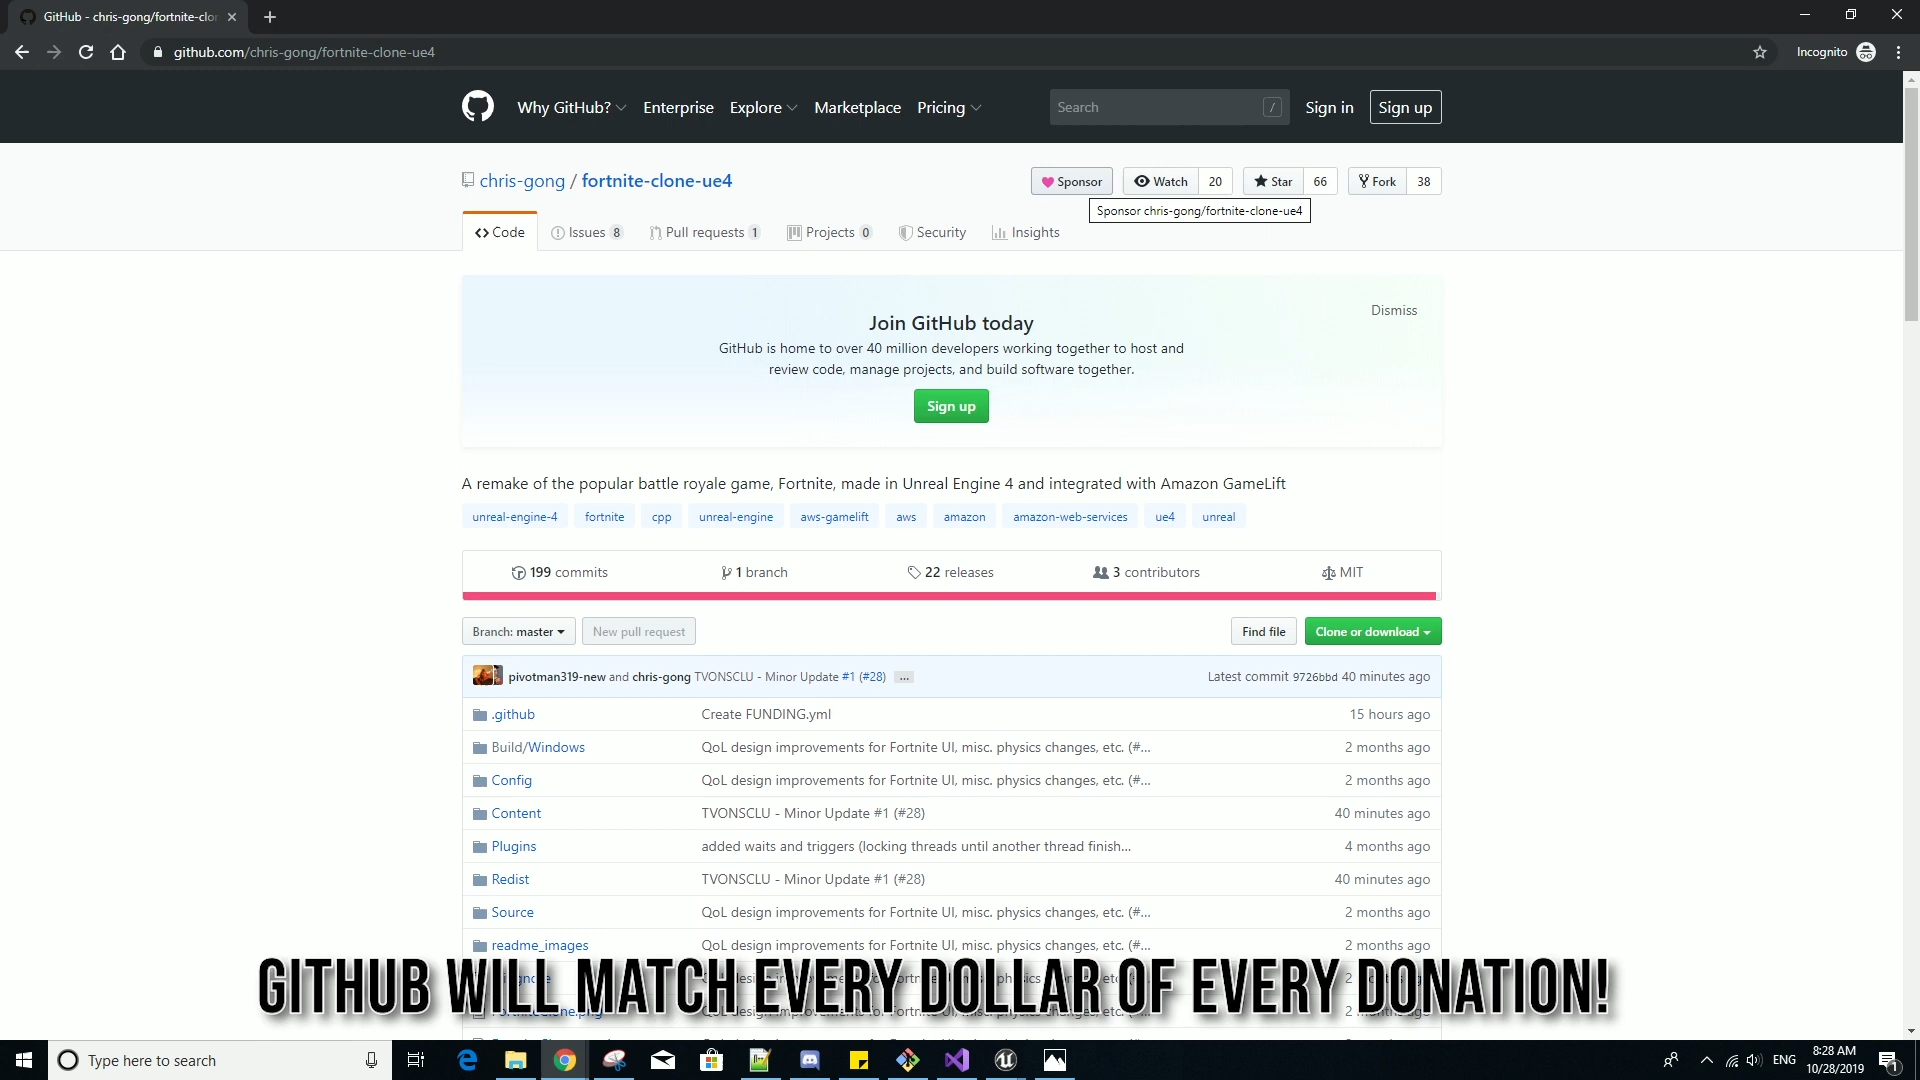 GitHub - chris-gong/fortnite-clor
github.com/chris-gong/fortnite-clone-ue4
Incognito
Why GitHub?
Enterprise
Explore
Marketplace
Pricing
Search
/
Sign in
Sign up
chris-gong / fortnite-clone-ue4
Sponsor
Watch 20
Star 66
Fork 38
Sponsor chris-gong/fortnite-clone-ue4
Code
Issues 8
Pull requests 1
Projects 0
Security
Insights
Dismiss
Join GitHub today
GitHub is home to over 40 million developers working together to host and
review code, manage projects, and build software together.
Sign up
A remake of the popular battle royale game, Fortnite, made in Unreal Engine 4 and integrated with Amazon GameLift
unreal-engine-4 fortnite cpp unreal-engine aws-gamelift aws amazon amazon-web-services ue4 unreal
199 commits
1 branch
22 releases
3 contributors
MIT
Branch: master
New pull request
Find file
Clone or download
pivotman319-new and chris-gong TVONSCLU - Minor Update #1 (#28) ...
Latest commit 9726bbd 40 minutes ago
.github Create FUNDING.yml 15 hours ago
Build/Windows QoL design improvements for Fortnite UI, misc. physics changes, etc. (#... 2 months ago
Config QoL design improvements for Fortnite UI, misc. physics changes, etc. (#... 2 months ago
Content TVONSCLU - Minor Update #1 (#28) 40 minutes ago
Plugins added waits and triggers (locking threads until another thread finish... 4 months ago
Redist TVONSCLU - Minor Update #1 (#28) 40 minutes ago
Source QoL design improvements for Fortnite UI, misc. physics changes, etc. (#... 2 months ago
readme_images QoL design improvements for Fortnite UI, misc. physics changes, etc. (#... 2 months ago
GITHUB WILL MATCH EVERY DOLLAR OF EVERY DONATION!
Type here to search
ENG
8:28 AM
10/28/2019
1